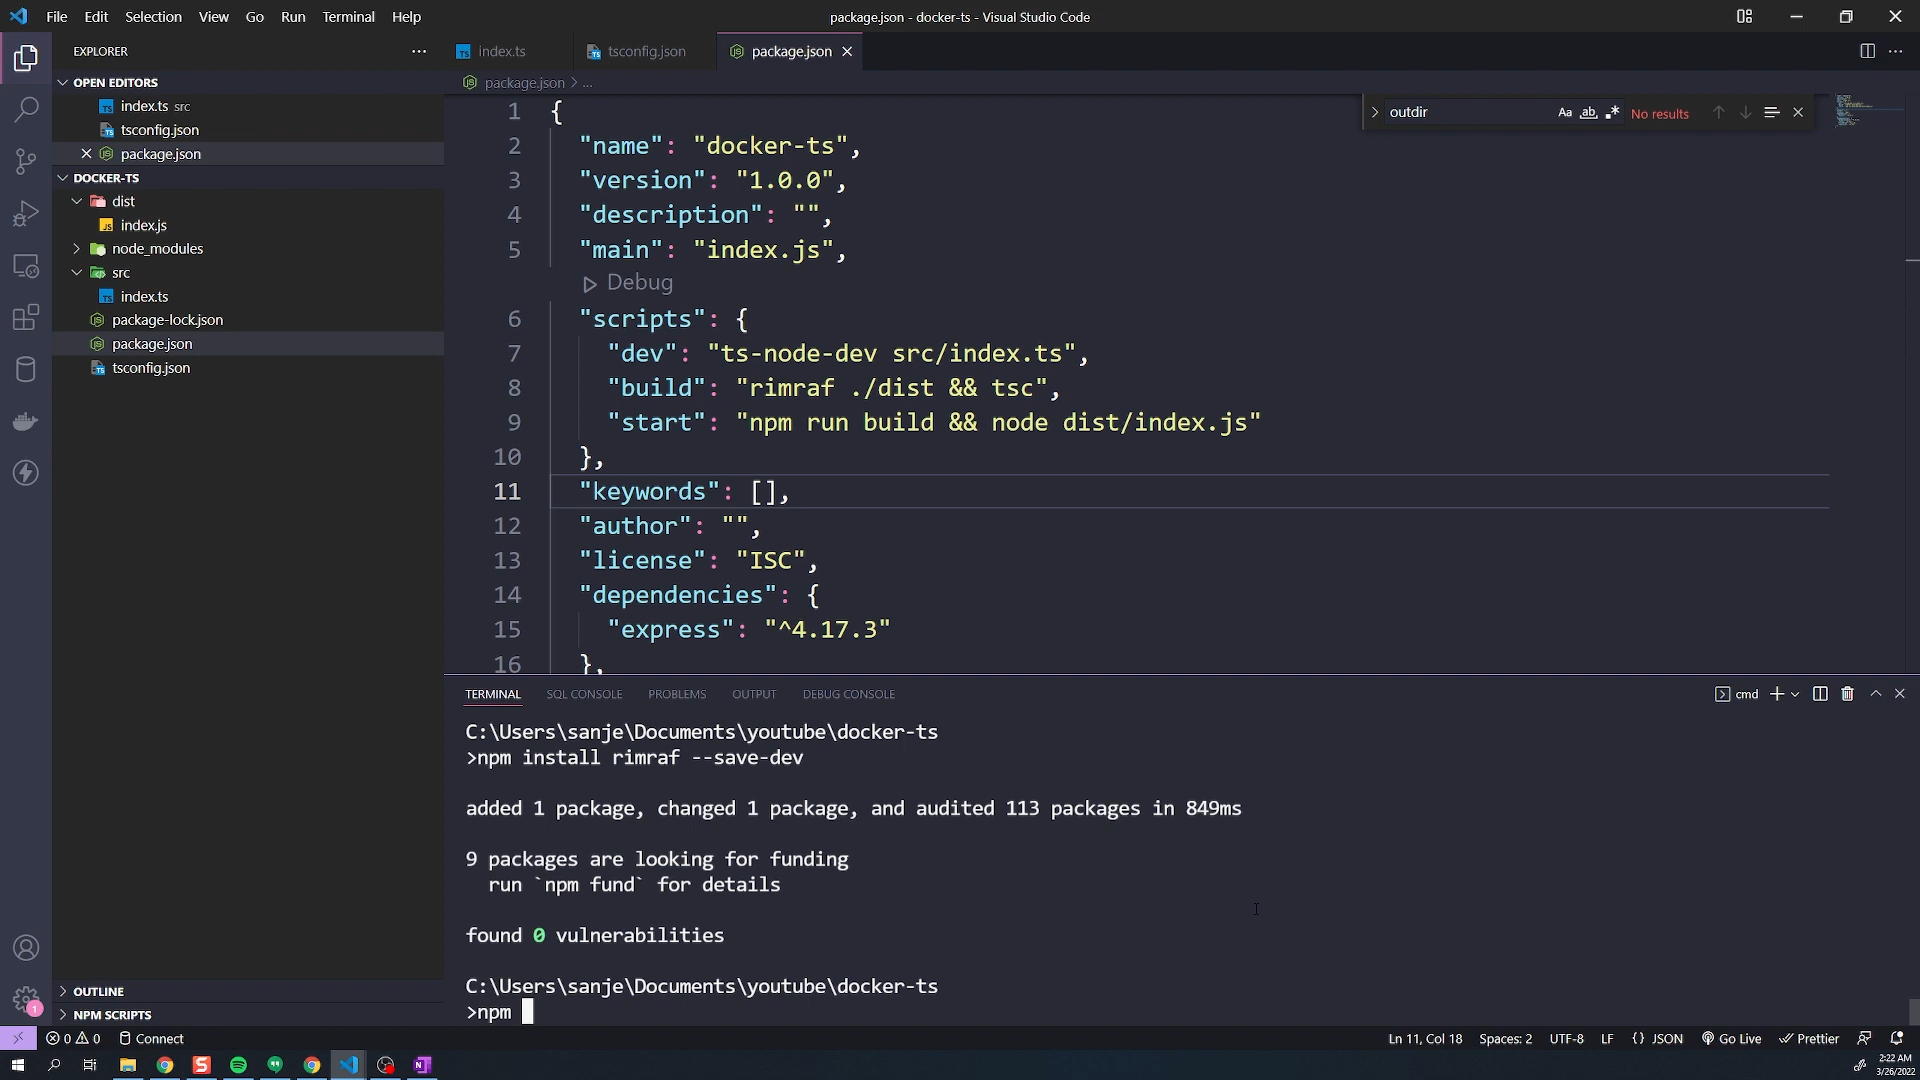 File Edit Selection View Go Run Terminal Help
package.json - docker-ts - Visual Studio Code
EXPLORER
OPEN EDITORS
index.ts src
tsconfig.json
package.json
DOCKER-TS
dist
index.js
node_modules
src
index.ts
package-lock.json
package.json
tsconfig.json
OUTLINE
NPM SCRIPTS
index.ts tsconfig.json package.json
package.json > ...
outdir Aa ab .* No results
1 {
2 "name": "docker-ts",
3 "version": "1.0.0",
4 "description": "",
5 "main": "index.js",
Debug
6 "scripts": {
7 "dev": "ts-node-dev src/index.ts",
8 "build": "rimraf ./dist && tsc",
9 "start": "npm run build && node dist/index.js"
10 },
11 "keywords": [],
12 "author": "",
13 "license": "ISC",
14 "dependencies": {
15 "express": "^4.17.3"
16 },
TERMINAL SQL CONSOLE PROBLEMS OUTPUT DEBUG CONSOLE
cmd
C:\Users\sanje\Documents\youtube\docker-ts
>npm install rimraf --save-dev
added 1 package, changed 1 package, and audited 113 packages in 849ms
9 packages are looking for funding
run `npm fund` for details
found 0 vulnerabilities
C:\Users\sanje\Documents\youtube\docker-ts
>npm
1
0 0 Connect
Ln 11, Col 18 Spaces: 2 UTF-8 LF {} JSON Go Live Prettier
2:22 AM
3/26/2022